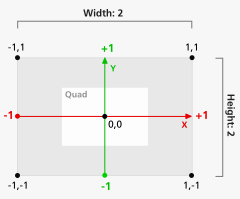 Width: 2
-1,1
+1
1,1
Y
Quad
Height: 2
-1
+1
0,0
X
-1,-1
-1
1,-1